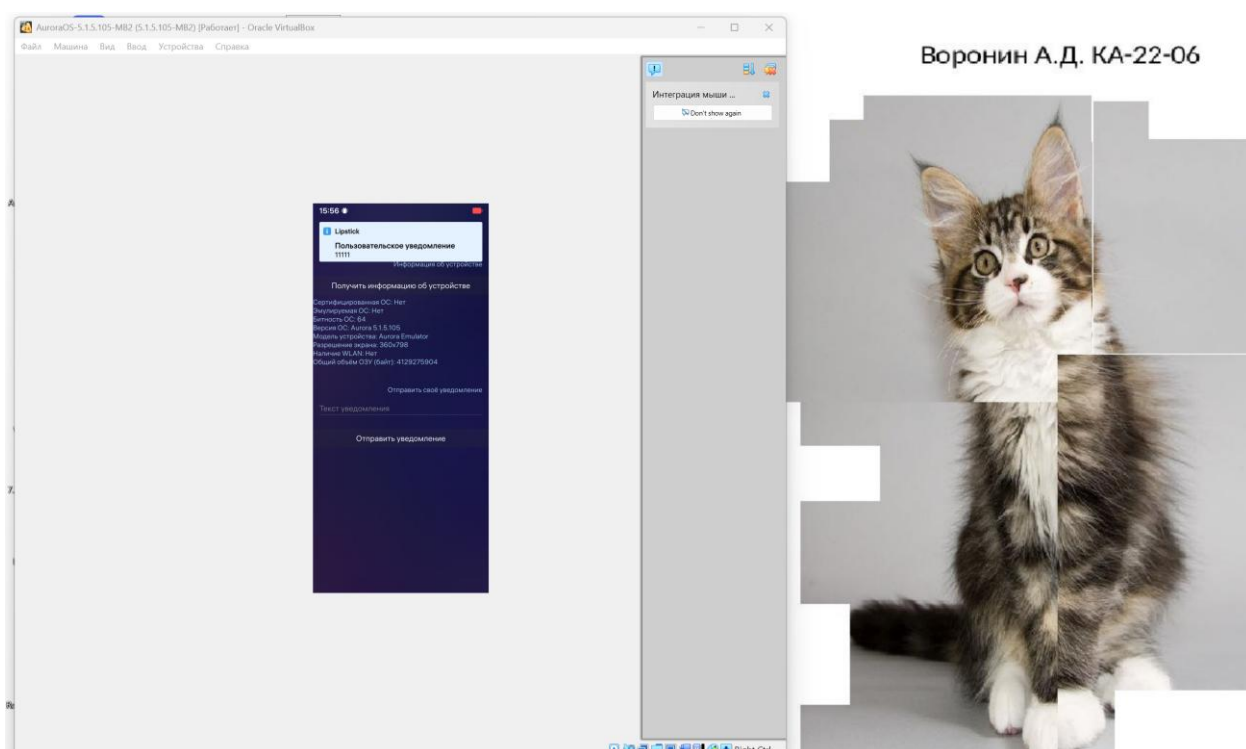 AuroraOS-5.1.5.105-MB2 (5.1.5.105-MB2) [Работает] - Oracle VirtualBox
Файл Машина Вид Ввод Устройства Справка
Воронин А.Д. КА-22-06
Интеграция мыши ...
Don't show again
15:56
Lipstick
Пользовательское уведомление
11111
Информация об устройстве
Получить информацию об устройстве
Сертифицированная ОС: Нет
Эмулируемая ОС: Нет
Битность ОС: 64
Версия ОС: Aurora 5.1.5.105
Модель устройства: Aurora Emulator
Разрешение экрана: 360x798
Наличие WLAN: Нет
Общий объём ОЗУ (байт): 4129275904
Отправить своё уведомление
Текст уведомления
Отправить уведомление
7.
Right Ctrl